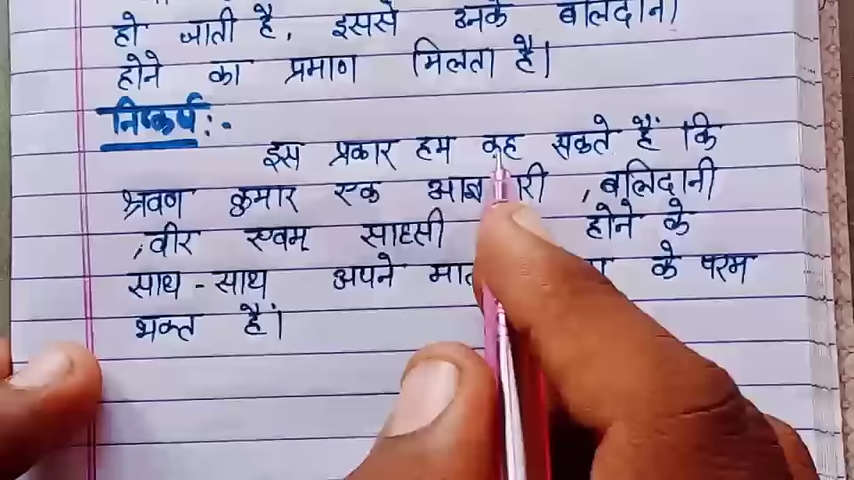 हो जाती है, इससे उनके बलिदानी
होने का प्रमाण मिलता है।
निष्कर्ष :-
इस प्रकार हम कह सकते हैं कि
श्रवण कुमार एक , बलिदानी
, वीर एवम् साहसी होने के
साथ - साथ अपने के परम
भक्त हैं।